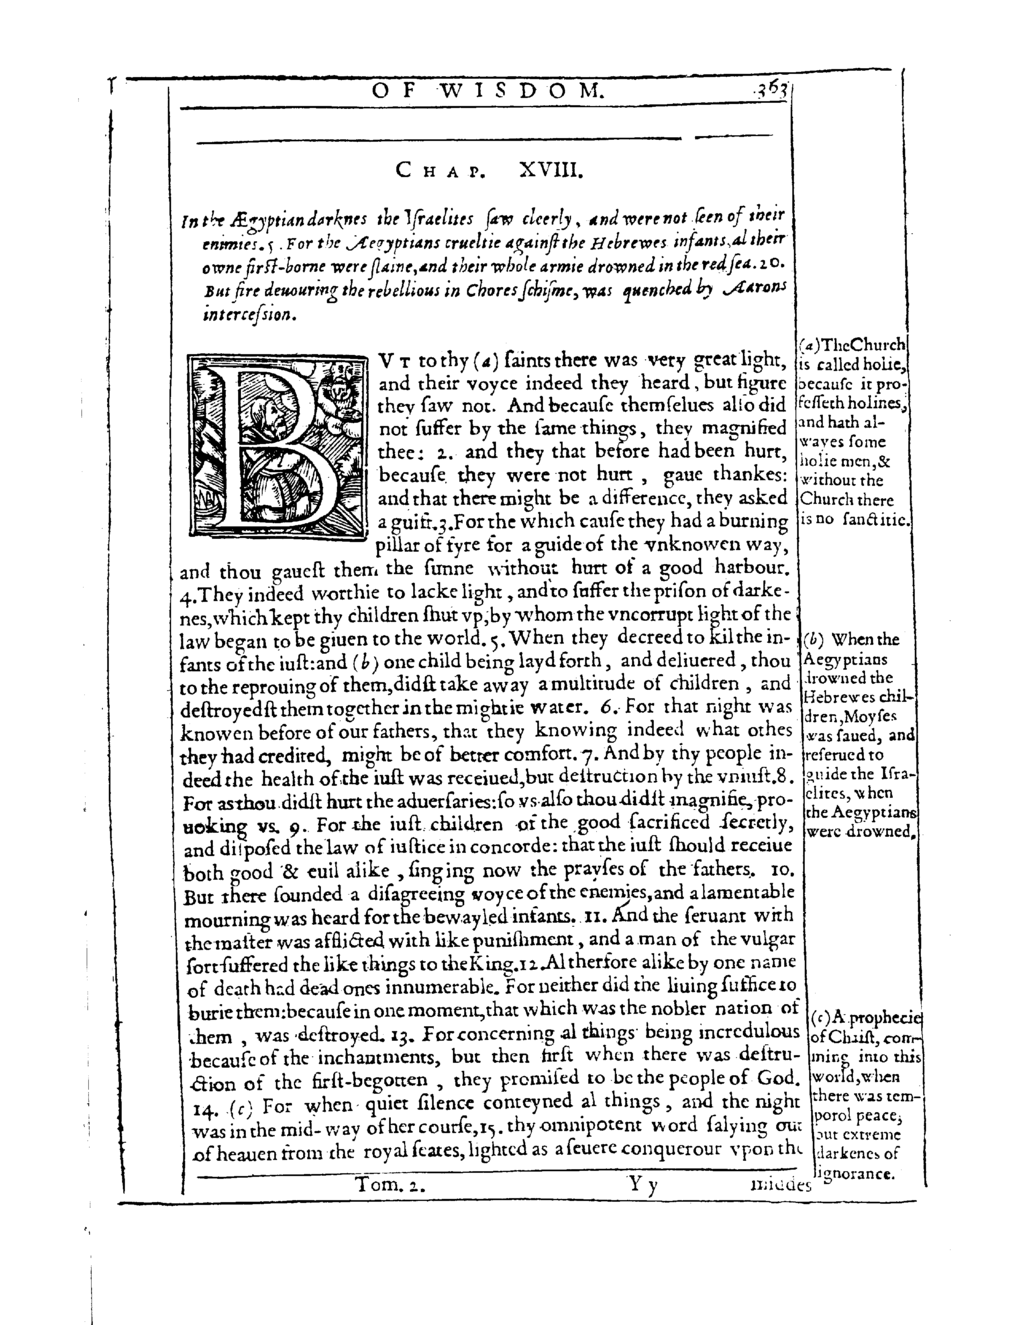 OF WISDOM. 363
CHAP. XVIII.
In the Ægyptian darknes the Iſraelites ſaw cleerly, and were not ſeen of their
enimies. 5. For the Aegyptians crueltie againſt the Hebrewes infants, al their
owne firſt-borne were ſlaine, and their whole armie drowned in the red ſea. 20.
But fire deuouring the rebellious in Chores ſchiſme, was quenched by Aarons
interceſsion.
BVT to thy (a) ſaints there was very great light,
and their voyce indeed they heard, but figure
they ſaw not. And becauſe themſelues alſo did
not ſuffer by the ſame things, they magnified
thee: 2. and they that before had been hurt,
becauſe they were not hurt, gaue thankes:
and that there might be a difference, they asked
a guift. 3. For the which cauſe they had a burning
pillar of fyre for a guide of the vnknowen way,
and thou gaueſt them the ſunne without hurt of a good harbour.
4. They indeed worthie to lacke light, and to ſuffer the priſon of darke-
nes, which kept thy children ſhut vp, by whom the vncorrupt light of the
law began to be giuen to the world. 5. When they decreed to kil the in-
fants of the iuſt: and (b) one child being layd forth, and deliuered, thou
to the reprouing of them, didſt take away a multitude of children, and
deſtroyedſt them together in the mightie water. 6. For that night was
knowen before of our fathers, that they knowing indeed what othes
they had credited, might be of better comfort. 7. And by thy people in-
deed the health of the iuſt was receiued, but deſtruction by the vniuſt. 8.
For as thou didſt hurt the aduerſaries: ſo vs alſo thou didſt magnifie, pro-
uoking vs. 9. For the iuſt children of the good ſacrificed ſecretly,
and diſpoſed the law of iuſtice in concorde: that the iuſt ſhould receiue
both good & euil alike, ſinging now the prayſes of the fathers. 10.
But there ſounded a diſagreeing voyce of the enemies, and a lamentable
mourning was heard for the bewayled infants. 11. And the ſeruant with
the maiſter was afflicted with like puniſhment, and a man of the vulgar
ſort ſuffered the like things to the King. 12. Al therfore alike by one name
of death had dead ones innumerable. For neither did the liuing ſuffice to
burie them: becauſe in one moment, that which was the nobler nation of
them, was deſtroyed. 13. For concerning al things being incredulous
becauſe of the inchantments, but then firſt when there was deſtru-
ction of the firſt-begotten, they promiſed to be the people of God.
14. (c) For when quiet ſilence conteyned al things, and the night
was in the mid-way of her courſe, 15. thy omnipotent word ſalying out
of heauen from the royal ſeates, lighted as a ſeuere conquerour vpon the
Tom. 2. Yy middes
(a) The Church
is called holie,
becauſe it pro-
feſſeth holines,
and hath al-
wayes ſome
holie men, &
without the
Church there
is no ſanctitie.
(b) When the
Aegyptians
drowned the
Hebrewes chil-
dren, Moyſes
was ſaued, and
reſerued to
guide the Iſra-
elites, when
the Aegyptians
were drowned.
(c) A prophecie
of Chriſt, com-
ming into this
world, when
there was tem-
porol peace,
but extreme
darkenes of
ignorance.